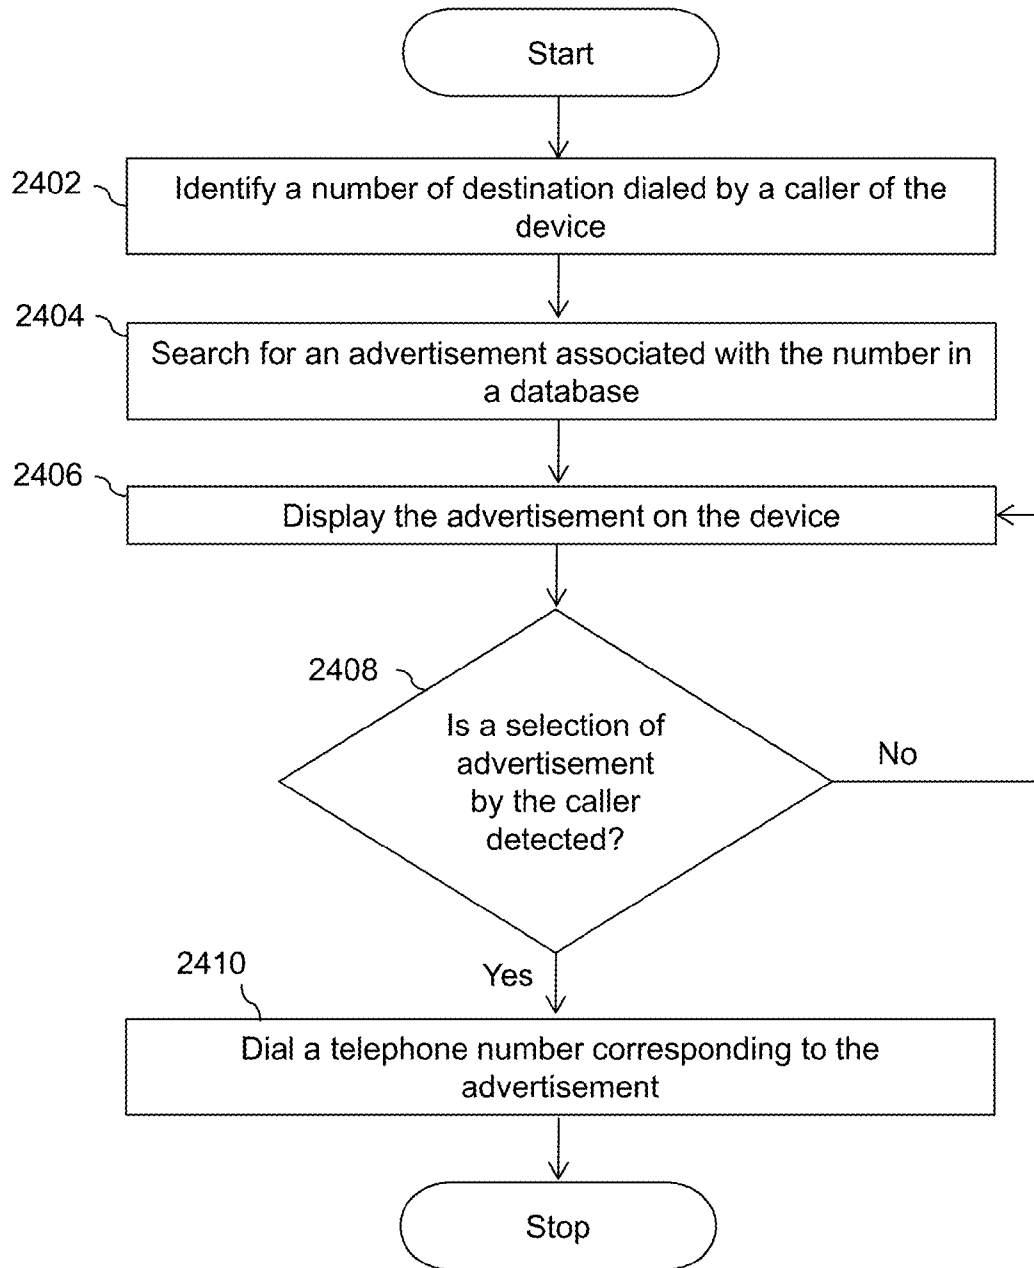 Start
2402
Identify a number of destination dialed by a caller of the
device
2404
Search for an advertisement associated with the number in
a database
2406
Display the advertisement on the device
2408
Is a selection of
advertisement
by the caller
detected?
No
Yes
2410
Dial a telephone number corresponding to the
advertisement
Stop